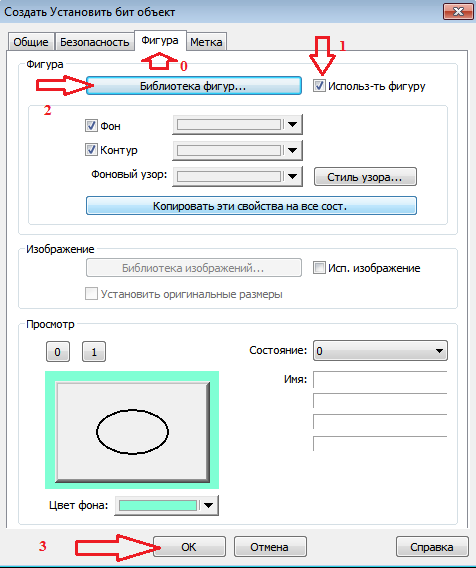 Создать Установить бит объект
Общие Безопасность Фигура Метка
1
0
Фигура
Библиотека фигур... Использ-ть фигуру
2
Фон
Контур
Фоновый узор: Стиль узора...
Копировать эти свойства на все сост.
Изображение
Библиотека изображений... Исп. изображение
Установить оригинальные размеры
Просмотр
0 1 Состояние: 0
Имя:
Цвет фона:
3 ОК Отмена Справка